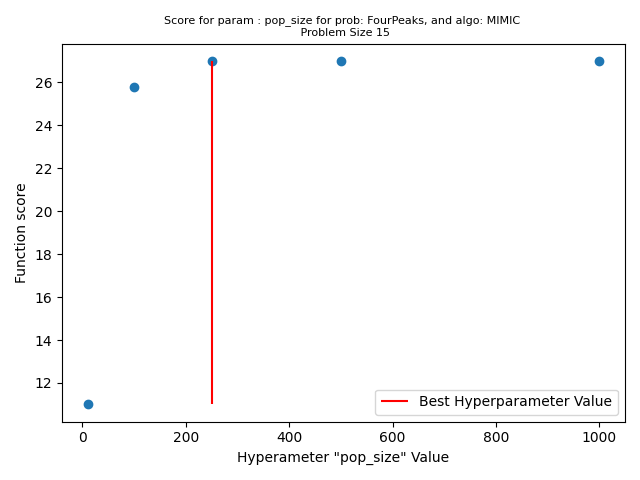 Score for param : pop_size for prob: FourPeaks, and algo: MIMIC
Problem Size 15
Function score
26
24
22
20
18
16
14
12
Best Hyperparameter Value
0
200
400
600
800
1000
Hyperameter "pop_size" Value